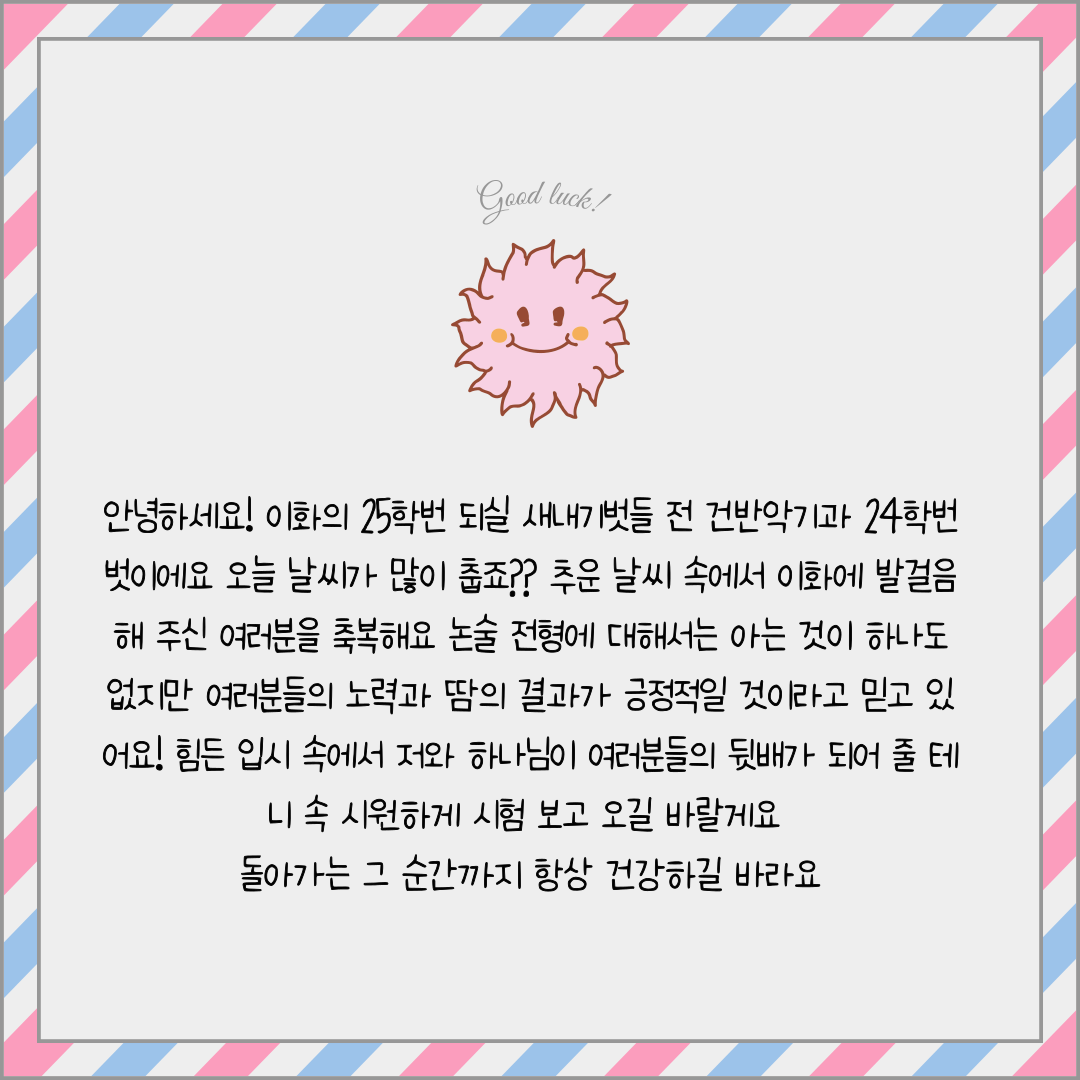 Good luck!
안녕하세요! 이화의 25학번 되실 새내기벗들 전 건반악기과 24학번
벗이에요 오늘 날씨가 많이 춥죠?? 추운 날씨 속에서 이화에 발걸음
해 주신 여러분을 축복해요 논술 전형에 대해서는 아는 것이 하나도
없지만 여러분들의 노력과 땀의 결과가 긍정적일 것이라고 믿고 있
어요! 힘든 입시 속에서 저와 하나님이 여러분들의 뒷배가 되어 줄 테
니 속 시원하게 시험 보고 오길 바랄게요
돌아가는 그 순간까지 항상 건강하길 바라요